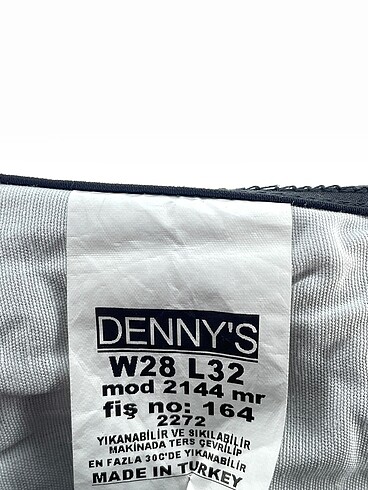 DENNY'S
W28 L32
mod 2144 mr
fiş no: 164
2272
YIKANABİLİR VE SIKILABİLİR
MAKİNADA TERS ÇEVRİLİP
EN FAZLA 30C'DE YIKANABİLİR
MADE IN TURKEY